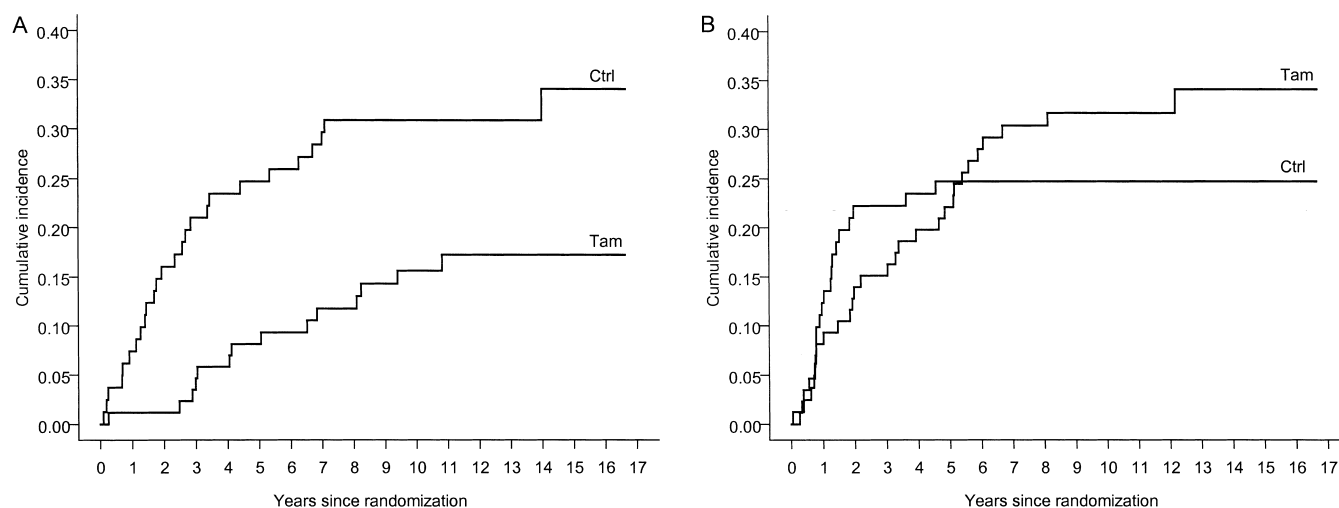 A
0.40
0.35
0.30
0.25
0.20
0.15
0.10
0.05
0.00
Cumulative incidence
Ctrl
Tam
0 1 2 3 4 5 6 7 8 9 10 11 12 13 14 15 16 17
Years since randomization
B
0.40
0.35
0.30
0.25
0.20
0.15
0.10
0.05
0.00
Cumulative incidence
Tam
Ctrl
0 1 2 3 4 5 6 7 8 9 10 11 12 13 14 15 16 17
Years since randomization